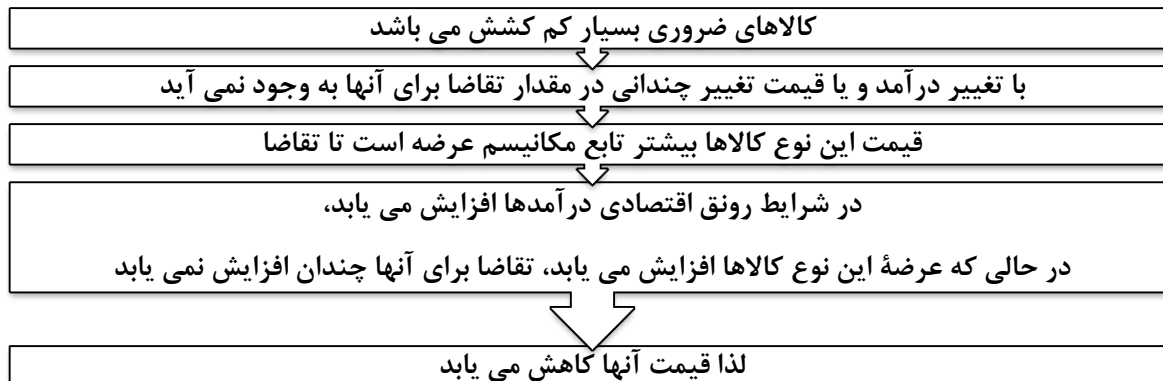 کالاهای ضروری بسیار کم کشش می باشد
با تغییر درآمد و یا قیمت تغییر چندانی در مقدار تقاضا برای آنها به وجود نمی آید
قیمت این نوع کالاها بیشتر تابع مکانیسم عرضه است تا تقاضا
در شرایط رونق اقتصادی درآمدها افزایش می یابد،
در حالی که عرضهٔ این نوع کالاها افزایش می یابد، تقاضا برای آنها چندان افزایش نمی یابد
لذا قیمت آنها کاهش می یابد